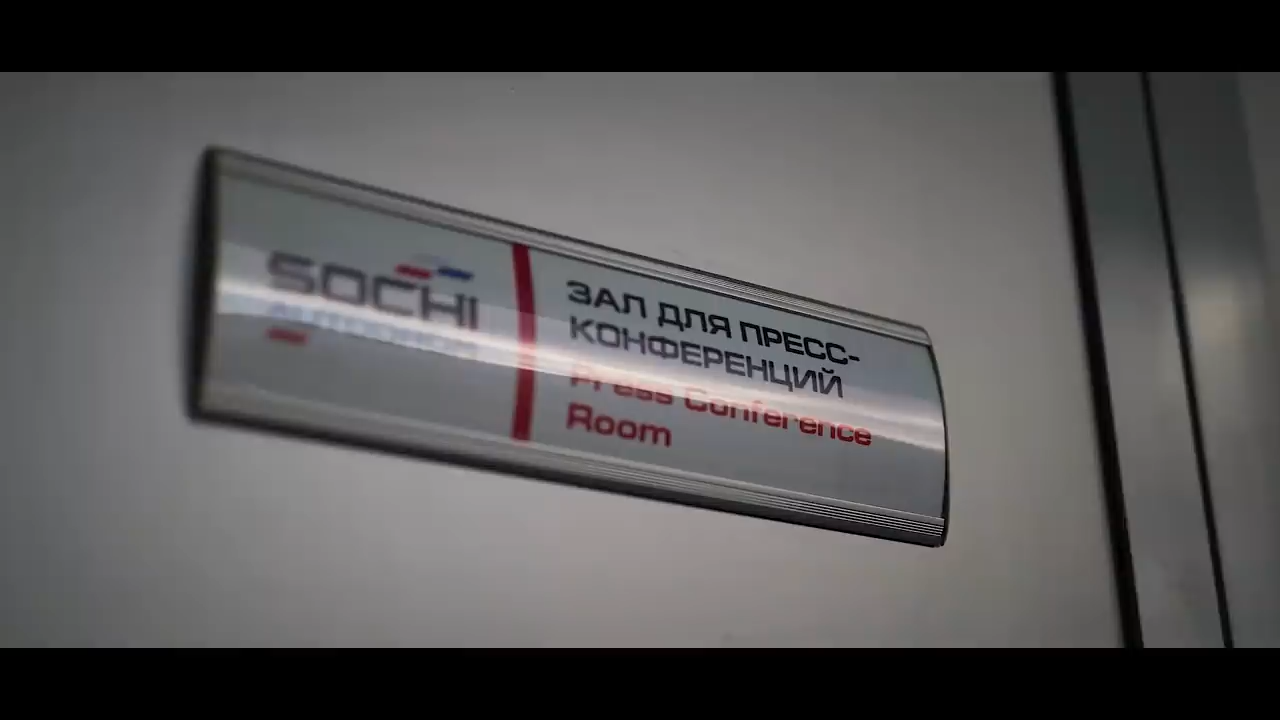 SOCHI
ЗАЛ ДЛЯ ПРЕСС-
КОНФЕРЕНЦИЙ
Press Conference
Room